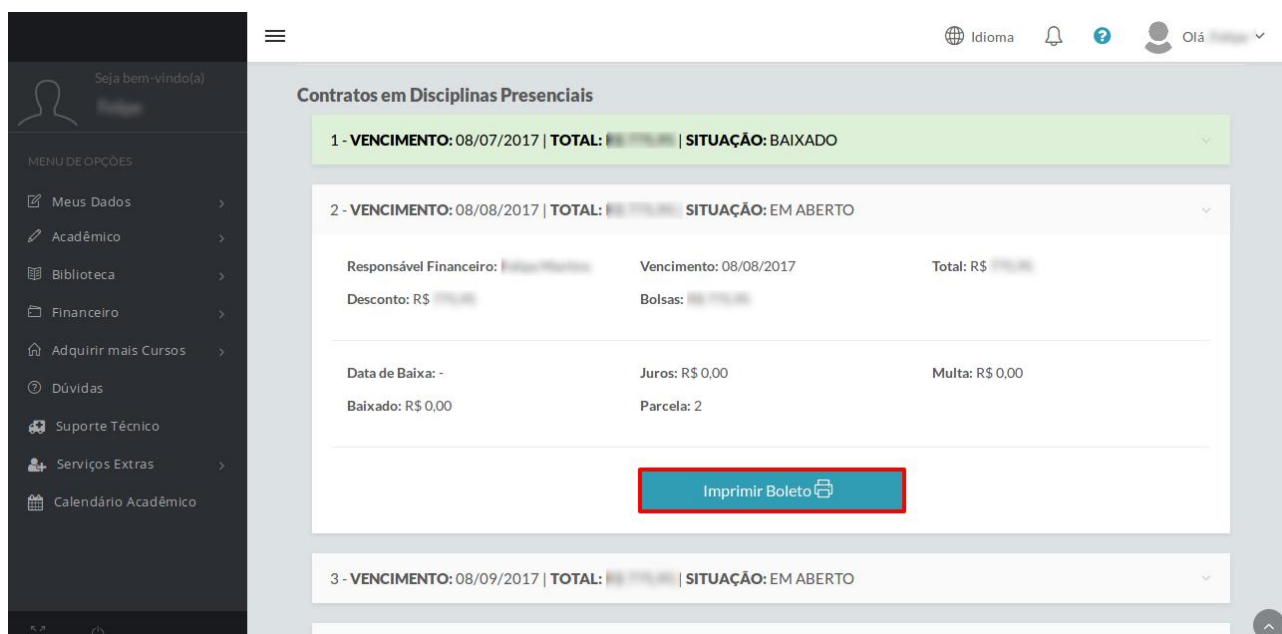 Idioma
Olá
Seja bem-vindo(a)
MENU DE OPÇÕES
Meus Dados
Acadêmico
Biblioteca
Financeiro
Adquirir mais Cursos
Dúvidas
Suporte Técnico
Serviços Extras
Calendário Acadêmico
Contratos em Disciplinas Presenciais
1 - VENCIMENTO: 08/07/2017 | TOTAL: | SITUAÇÃO: BAIXADO
2 - VENCIMENTO: 08/08/2017 | TOTAL: SITUAÇÃO: EM ABERTO
Responsável Financeiro: Vencimento: 08/08/2017 Total: R$
Desconto: R$ Bolsas:
Data de Baixa: - Juros: R$ 0,00 Multa: R$ 0,00
Baixado: R$ 0,00 Parcela: 2
Imprimir Boleto
3 - VENCIMENTO: 08/09/2017 | TOTAL: | SITUAÇÃO: EM ABERTO